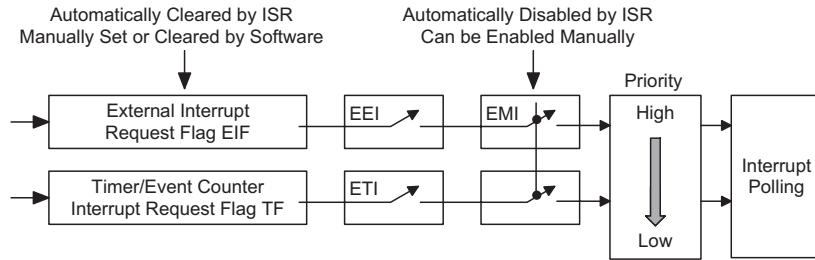 Automatically Cleared by ISR
Manually Set or Cleared by Software
Automatically Disabled by ISR
Can be Enabled Manually
Priority
External Interrupt
Request Flag EIF
EEI
EMI
High
Timer/Event Counter
Interrupt Request Flag TF
ETI
Low
Interrupt
Polling